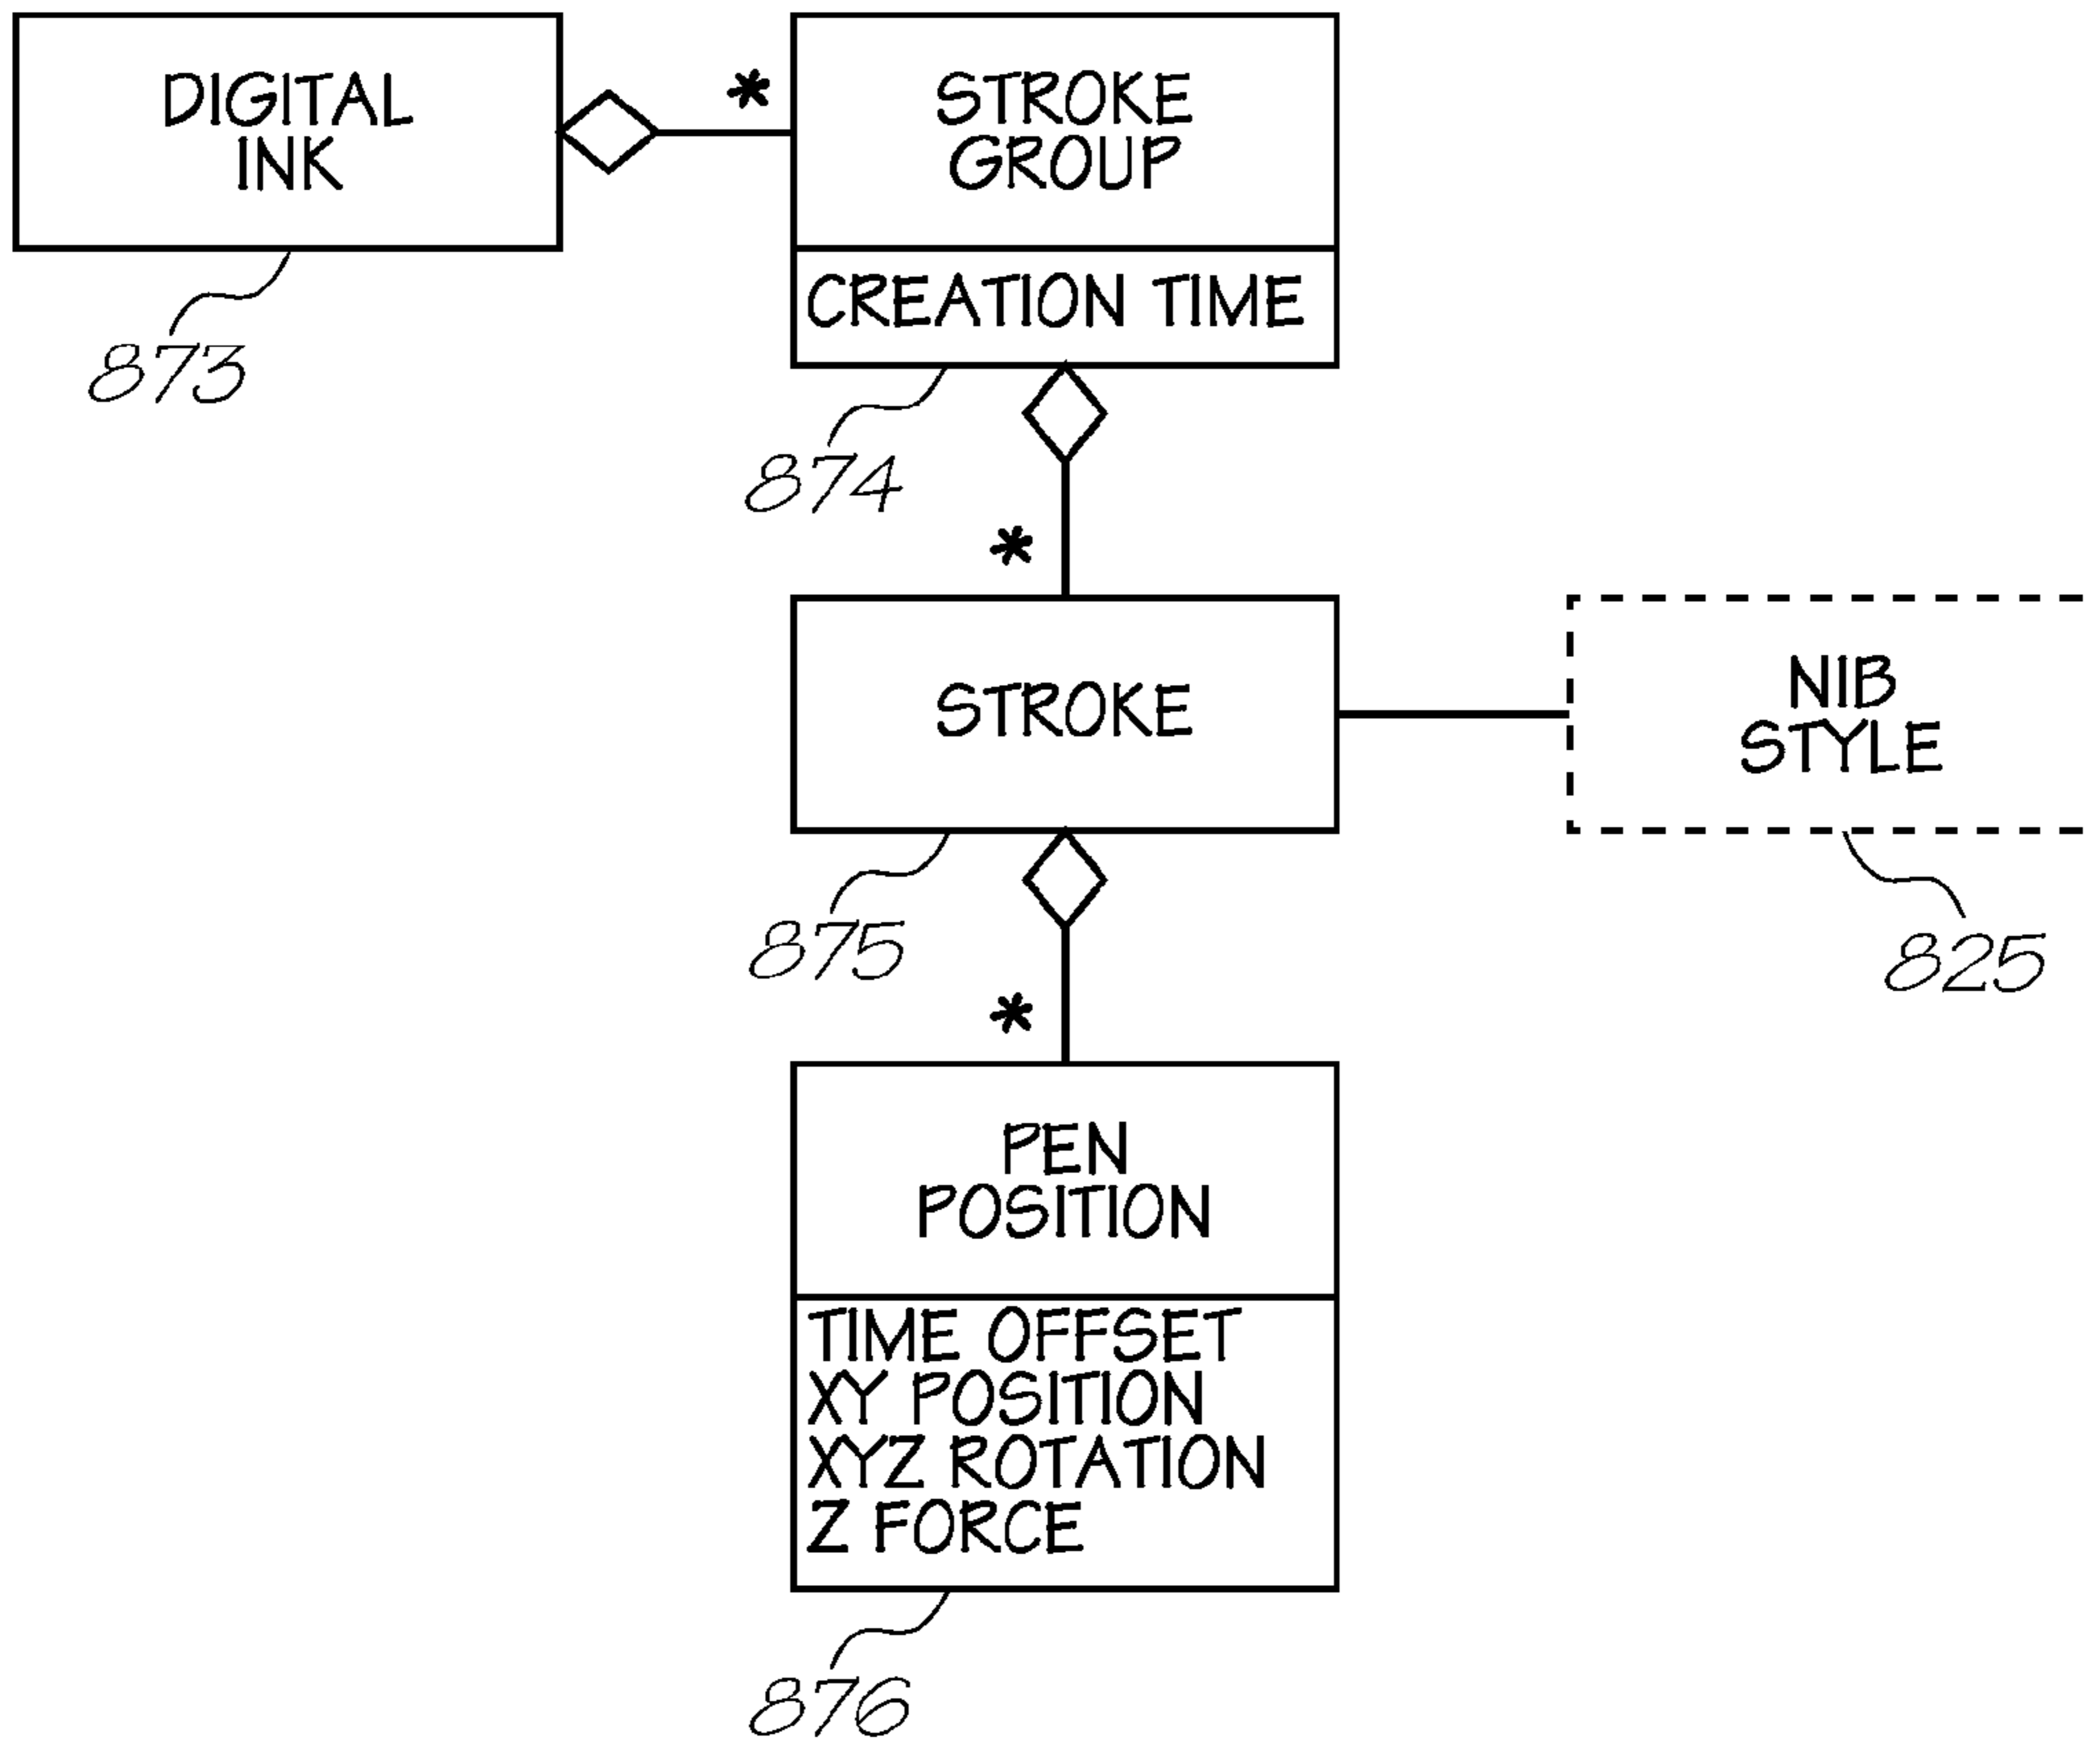 DIGITAL
INK
*
STROKE
GROUP
CREATION TIME
873
874
*
STROKE
NIB
STYLE
875
825
*
PEN
POSITION
TIME OFFSET
XY POSITION
XYZ ROTATION
Z FORCE
876